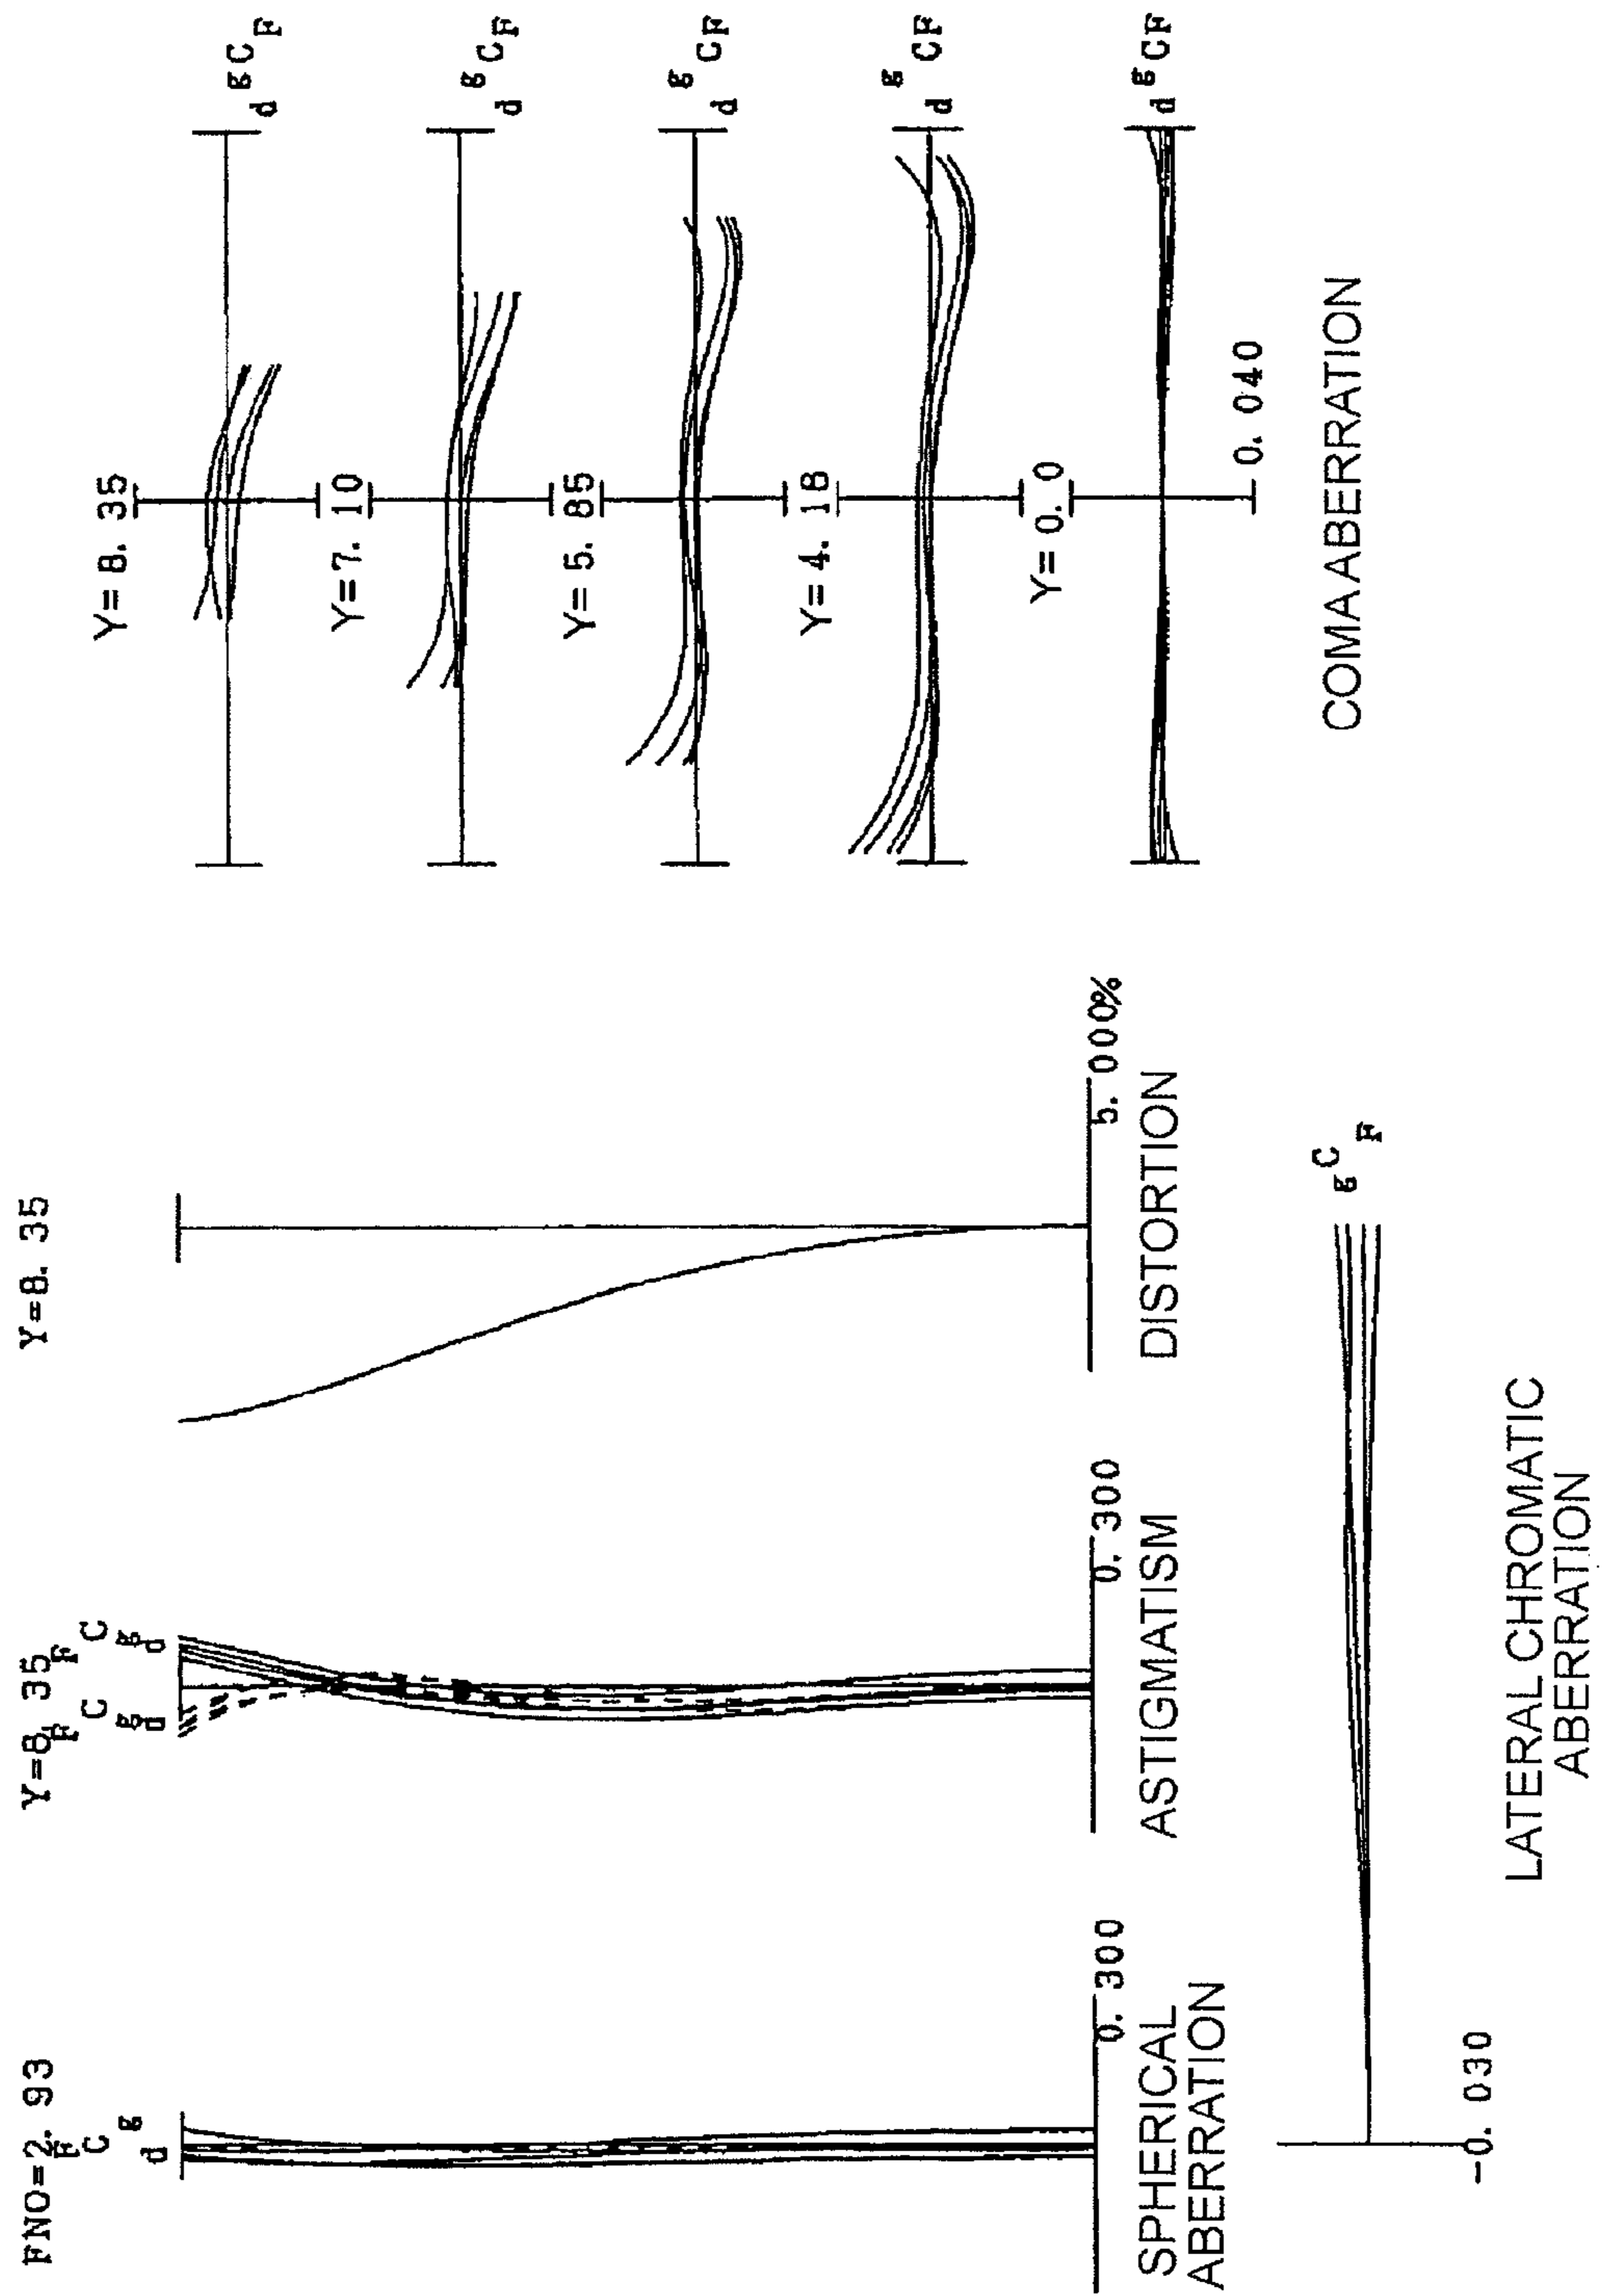 FNO=2. 93
F
C
g
d
0. 300
SPHERICAL
ABERRATION
Y=8. 35
F
C
g
d
F
C
g
d
0. 300
ASTIGMATISM
Y=8. 35
5. 000%
DISTORTION
g
C
F
-0. 030
LATERAL CHROMATIC
ABERRATION
Y=8. 35
d g C F
Y=7. 10
d g C F
Y=5. 85
d g C F
Y=4. 18
d g C F
Y=0. 0
d g C F
0. 040
COMA ABERRATION